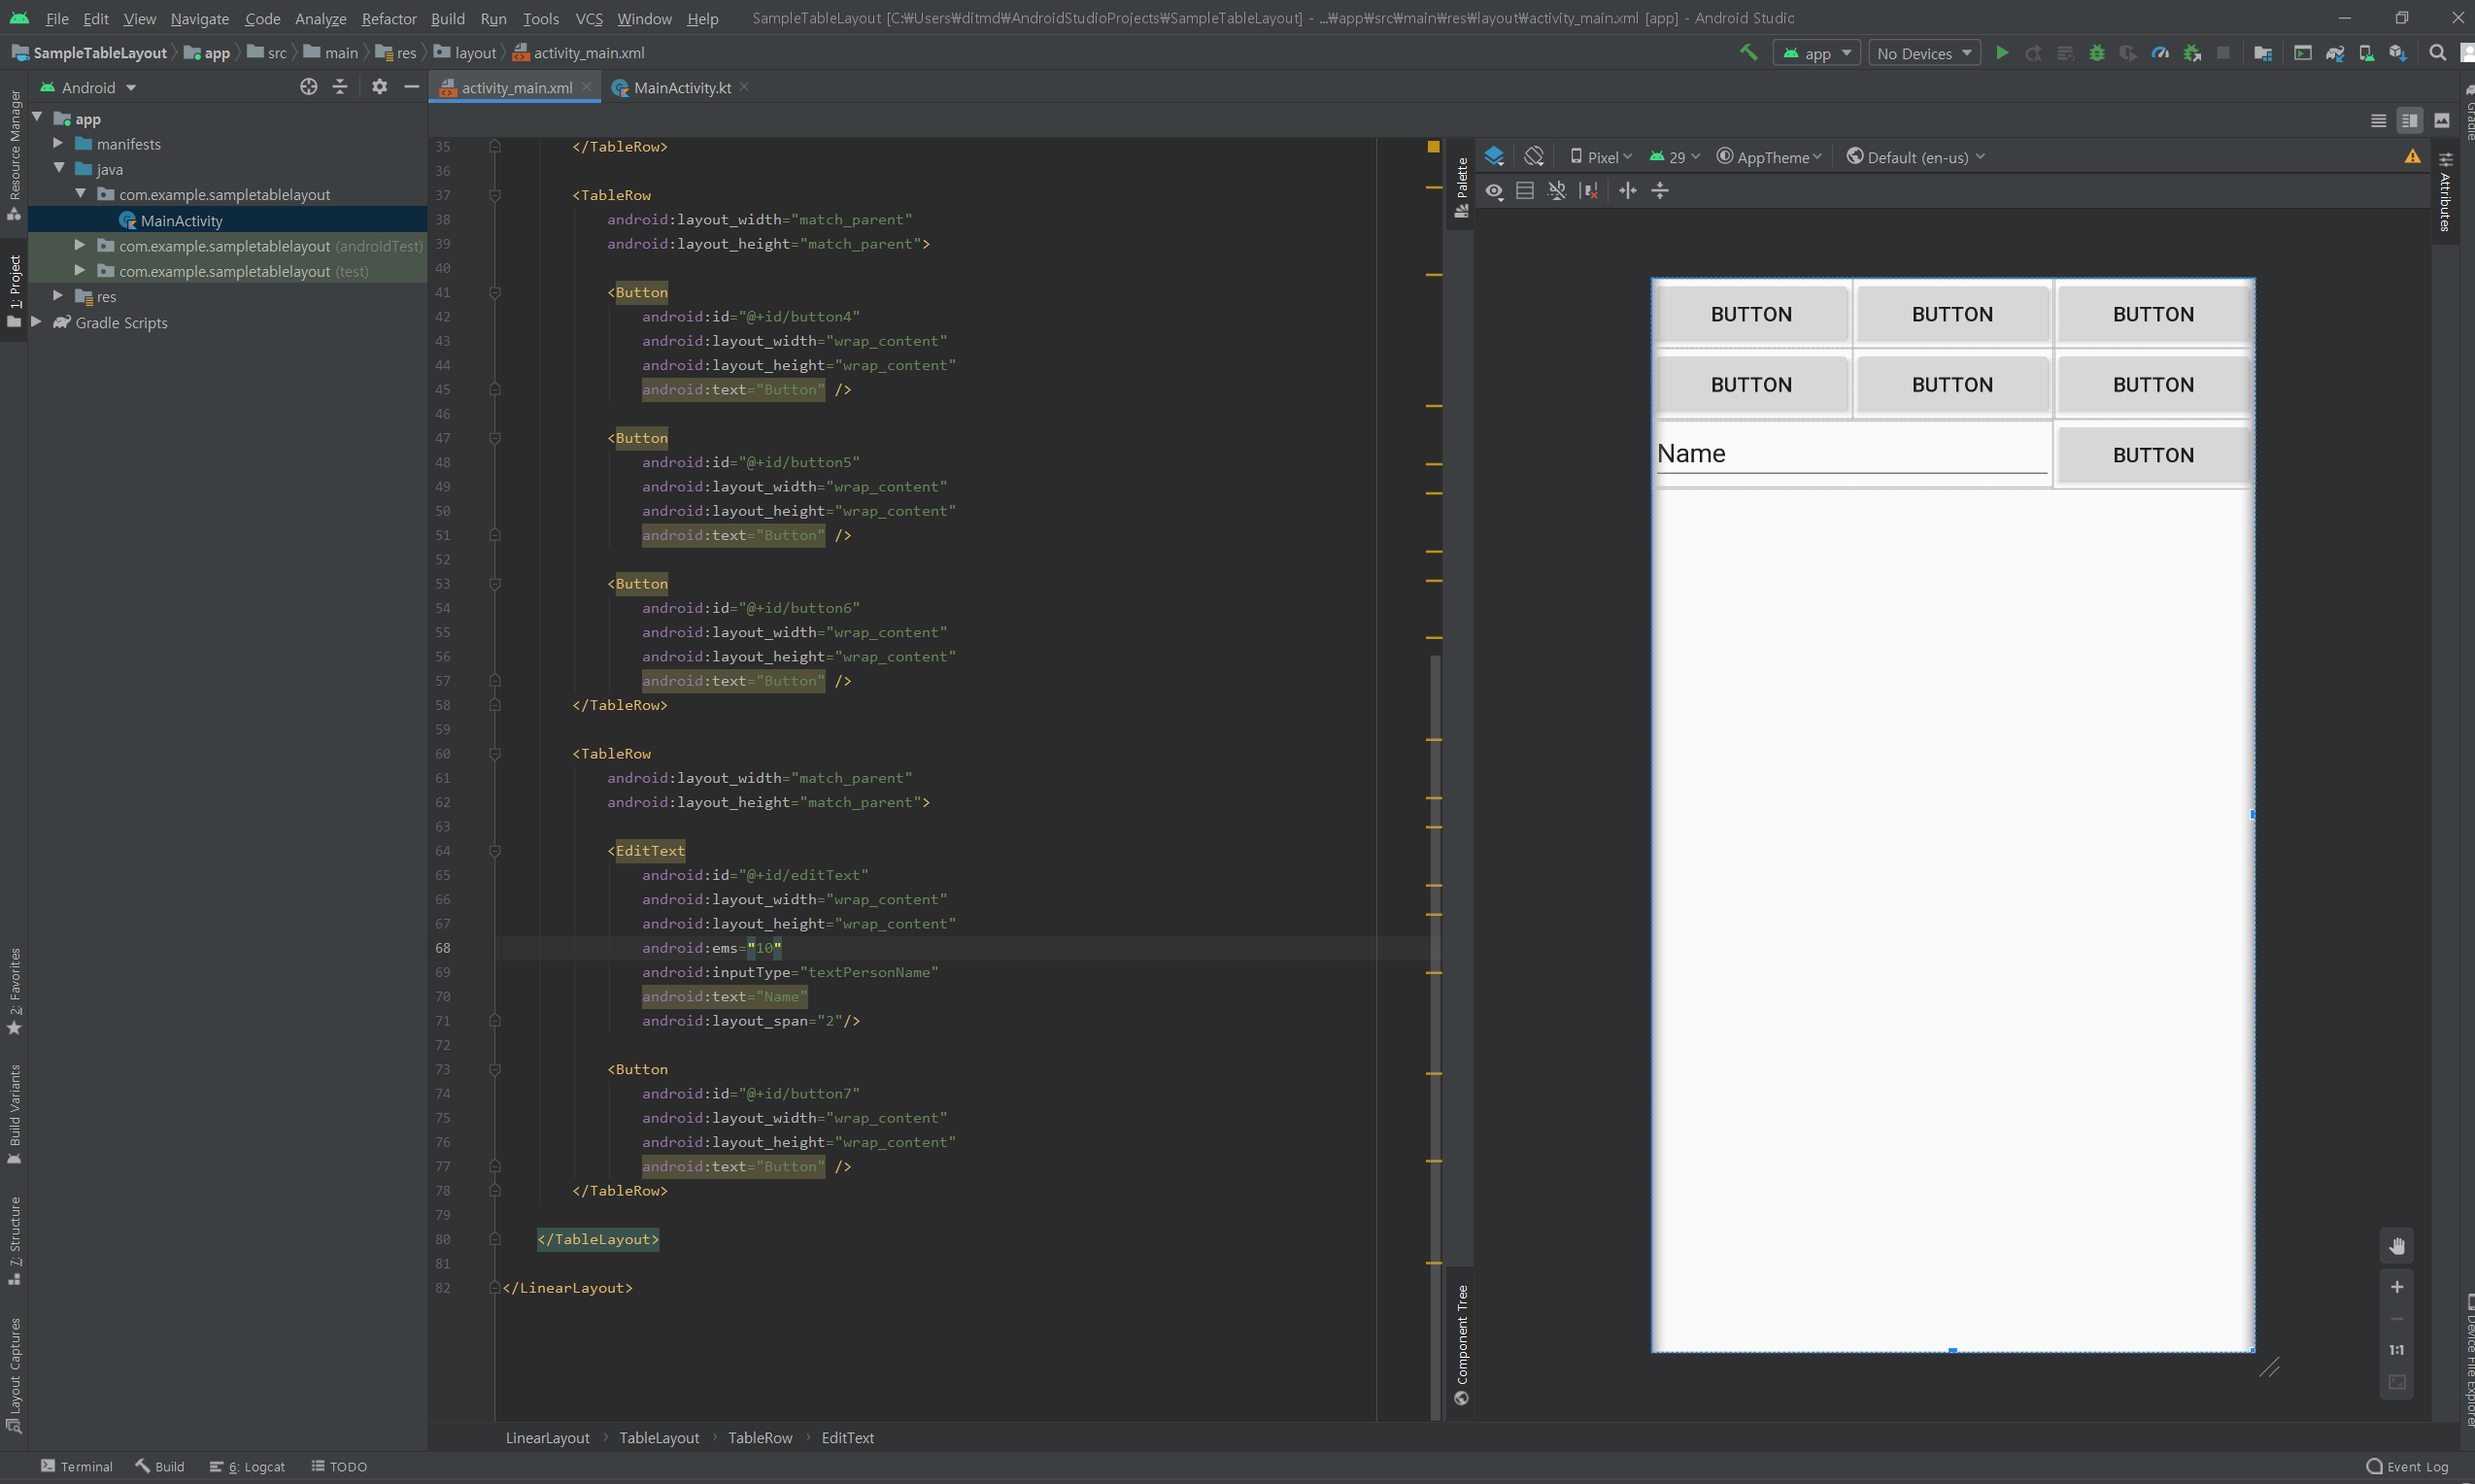 File Edit View Navigate Code Analyze Refactor Build Run Tools VCS Window Help SampleTableLayout [C:₩Users₩ditmd₩AndroidStudioProjects₩SampleTableLayout] - ...₩app₩src₩main₩res₩layout₩activity_main.xml [app] - Android Studio
SampleTableLayout app src main res layout activity_main.xml app No Devices
Android
activity_main.xml MainActivity.kt
app
manifests
java
com.example.sampletablelayout
MainActivity
com.example.sampletablelayout (androidTest)
com.example.sampletablelayout (test)
res
Gradle Scripts
Resource Manager
1: Project
2: Favorites
Build Variants
7: Structure
Layout Captures
35 </TableRow>
36
37 <TableRow
38 android:layout_width="match_parent"
39 android:layout_height="match_parent">
40
41 <Button
42 android:id="@+id/button4"
43 android:layout_width="wrap_content"
44 android:layout_height="wrap_content"
45 android:text="Button" />
46
47 <Button
48 android:id="@+id/button5"
49 android:layout_width="wrap_content"
50 android:layout_height="wrap_content"
51 android:text="Button" />
52
53 <Button
54 android:id="@+id/button6"
55 android:layout_width="wrap_content"
56 android:layout_height="wrap_content"
57 android:text="Button" />
58 </TableRow>
59
60 <TableRow
61 android:layout_width="match_parent"
62 android:layout_height="match_parent">
63
64 <EditText
65 android:id="@+id/editText"
66 android:layout_width="wrap_content"
67 android:layout_height="wrap_content"
68 android:ems="10"
69 android:inputType="textPersonName"
70 android:text="Name"
71 android:layout_span="2"/>
72
73 <Button
74 android:id="@+id/button7"
75 android:layout_width="wrap_content"
76 android:layout_height="wrap_content"
77 android:text="Button" />
78 </TableRow>
79
80 </TableLayout>
81
82 </LinearLayout>
LinearLayout TableLayout TableRow EditText
Palette
Component Tree
Pixel 29 AppTheme Default (en-us)
BUTTON BUTTON BUTTON
BUTTON BUTTON BUTTON
Name BUTTON
1:1
Attributes
Gradle
Device File Explorer
Terminal Build 6: Logcat TODO Event Log